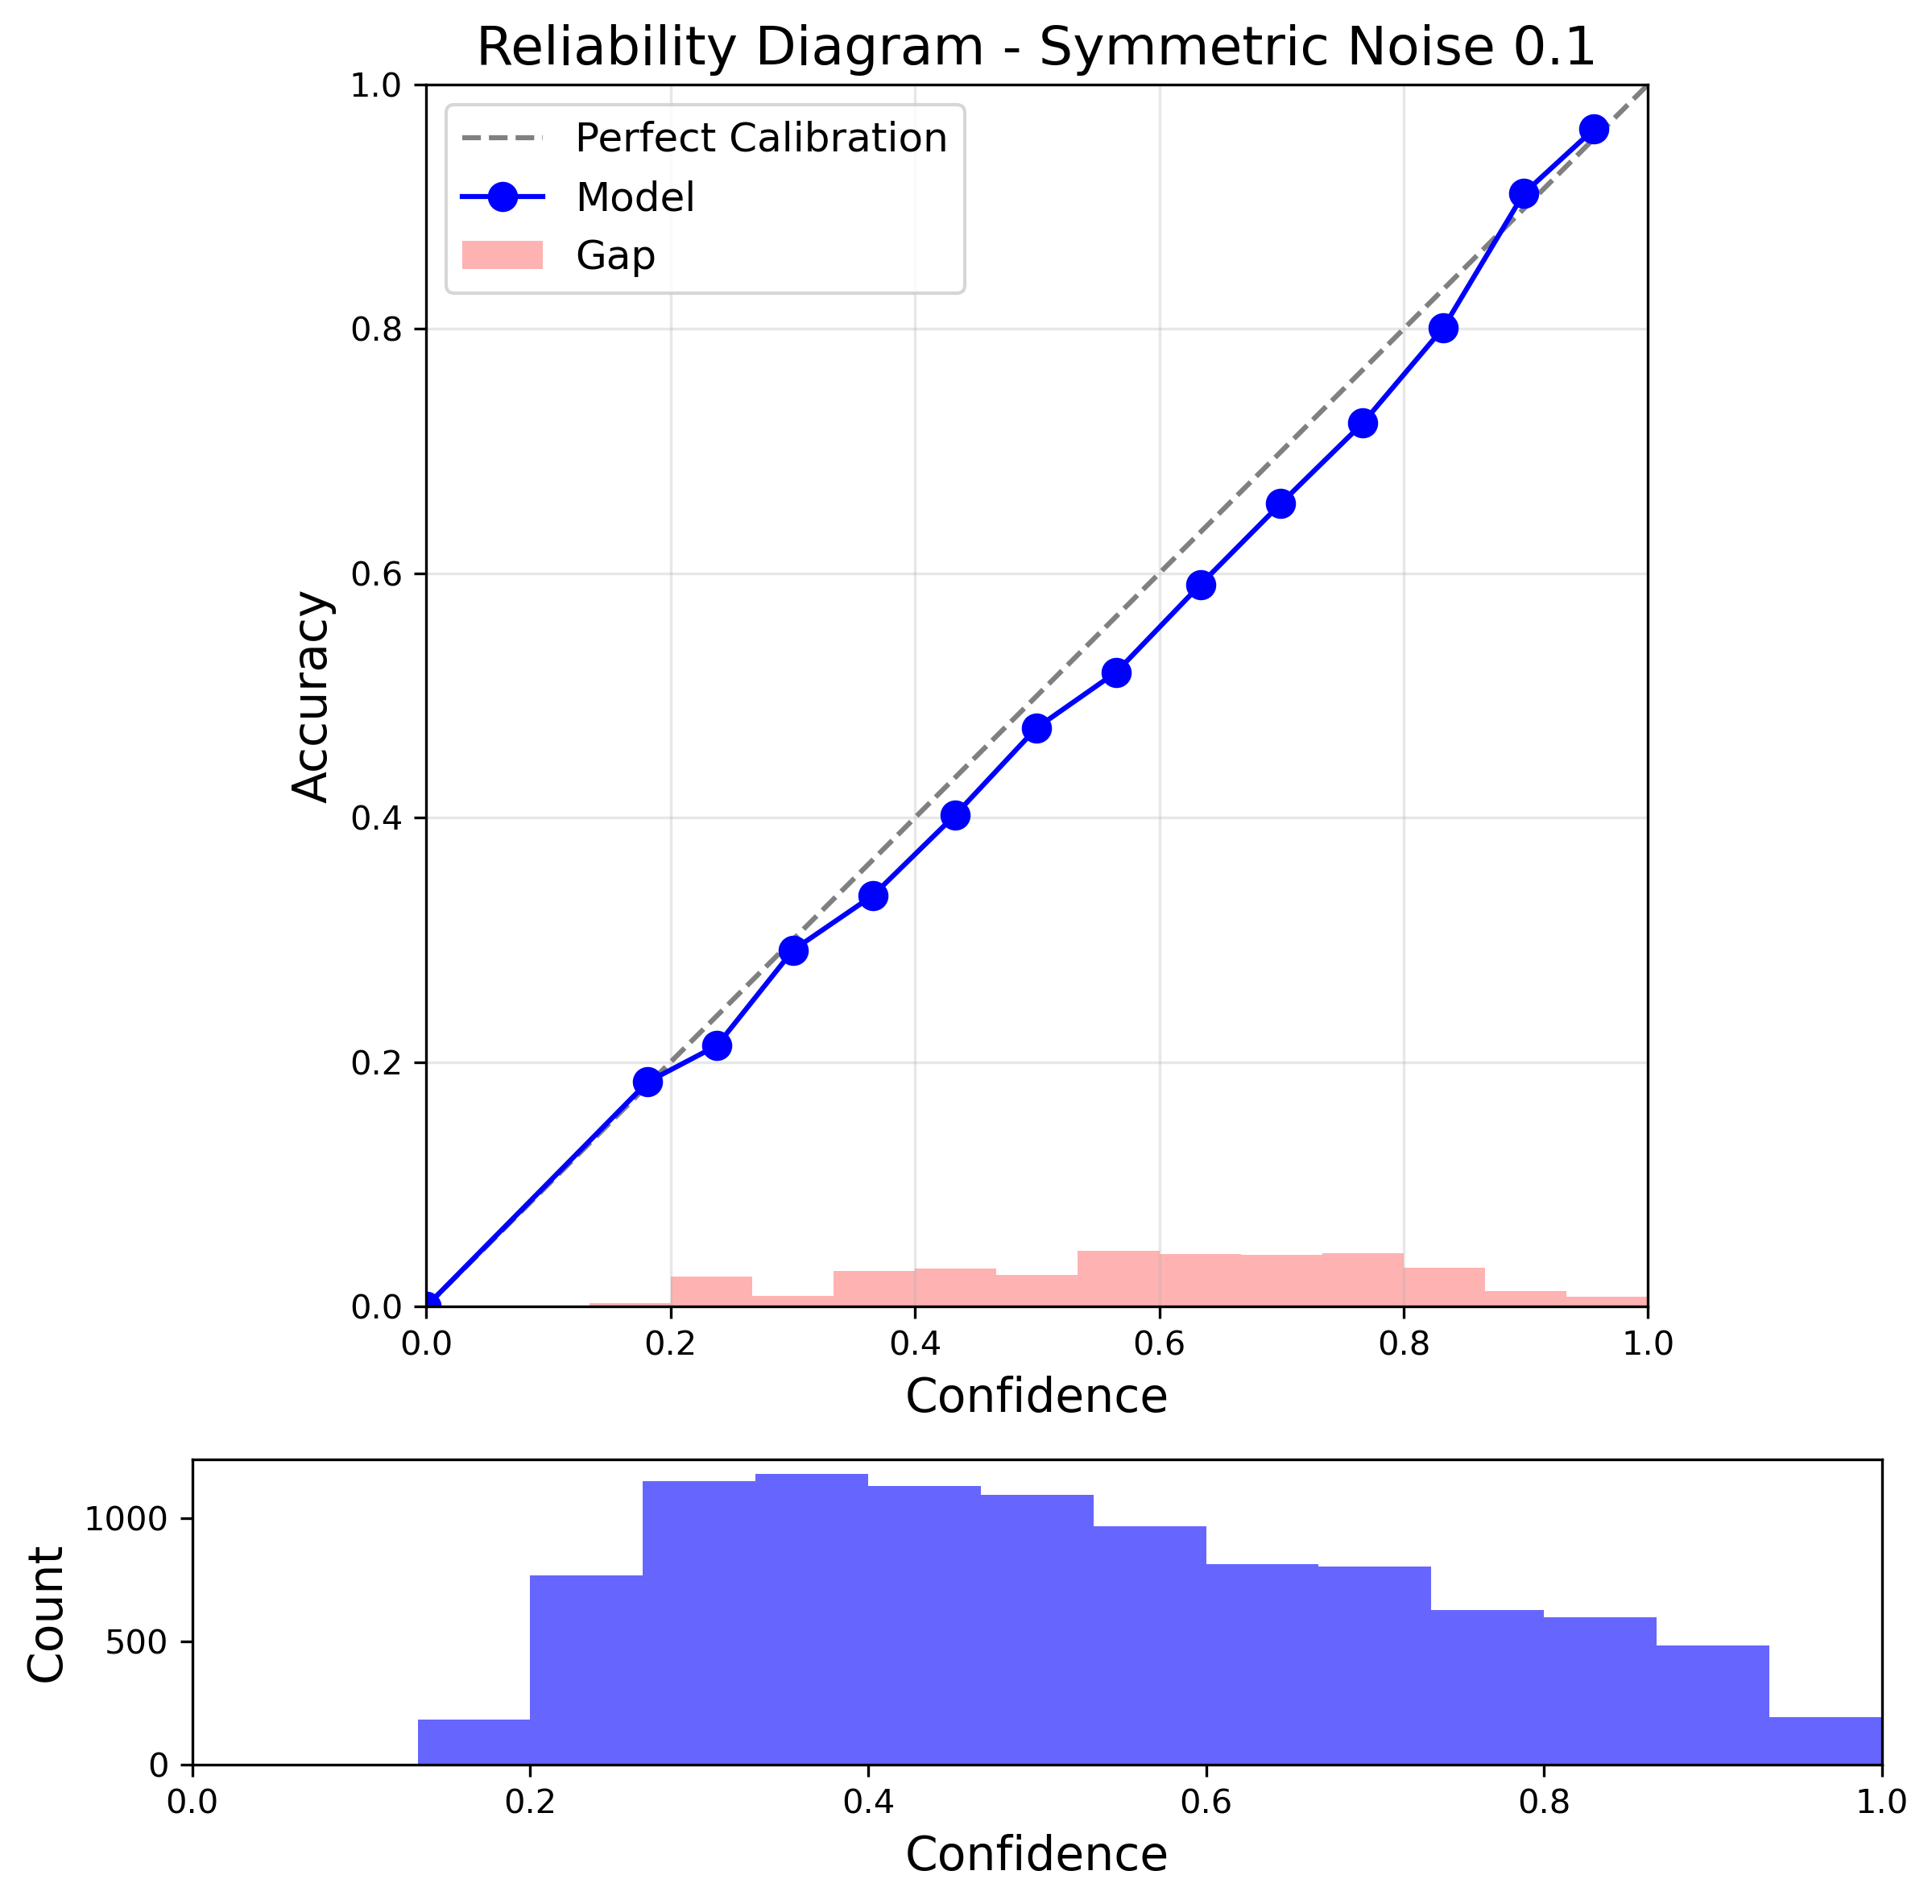 Reliability Diagram - Symmetric Noise 0.1
1.0
Perfect Calibration
Model
Gap
0.8
0.6
Accuracy
0.4
0.2
0.0
0.0 0.2 0.4 0.6 0.8 1.0
Confidence
1000
Count
500
0
0.0 0.2 0.4 0.6 0.8 1.0
Confidence